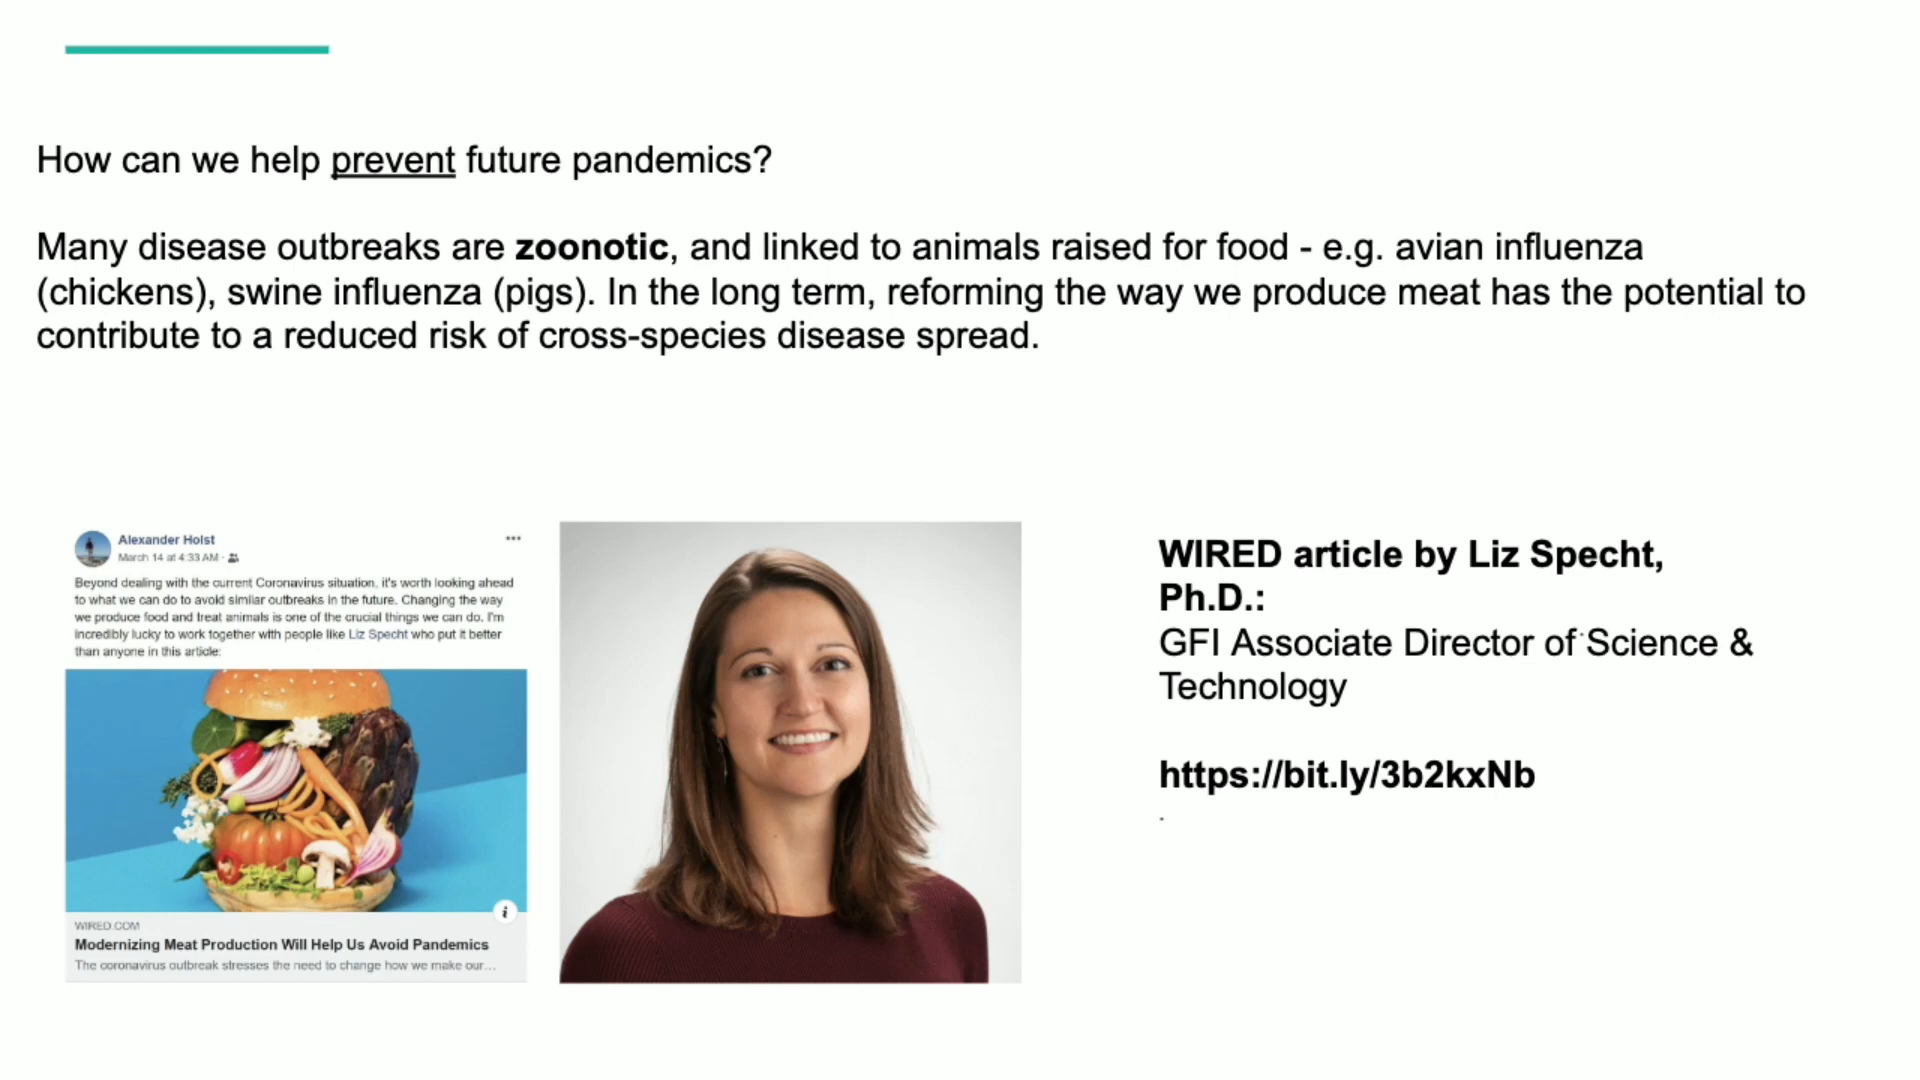 How can we help prevent future pandemics?
Many disease outbreaks are zoonotic, and linked to animals raised for food - e.g. avian influenza
(chickens), swine influenza (pigs). In the long term, reforming the way we produce meat has the potential to
contribute to a reduced risk of cross-species disease spread.
Alexander Holst
March 14 at 4:33 AM ·
Beyond dealing with the current Coronavirus situation, it's worth looking ahead
to what we can do to avoid similar outbreaks in the future. Changing the way
we produce food and treat animals is one of the crucial things we can do. I'm
incredibly lucky to work together with people like Liz Specht who put it better
than anyone in this article:
WIRED.COM
Modernizing Meat Production Will Help Us Avoid Pandemics
The coronavirus outbreak stresses the need to change how we make our...
WIRED article by Liz Specht,
Ph.D.:
GFI Associate Director of Science &
Technology
https://bit.ly/3b2kxNb
.